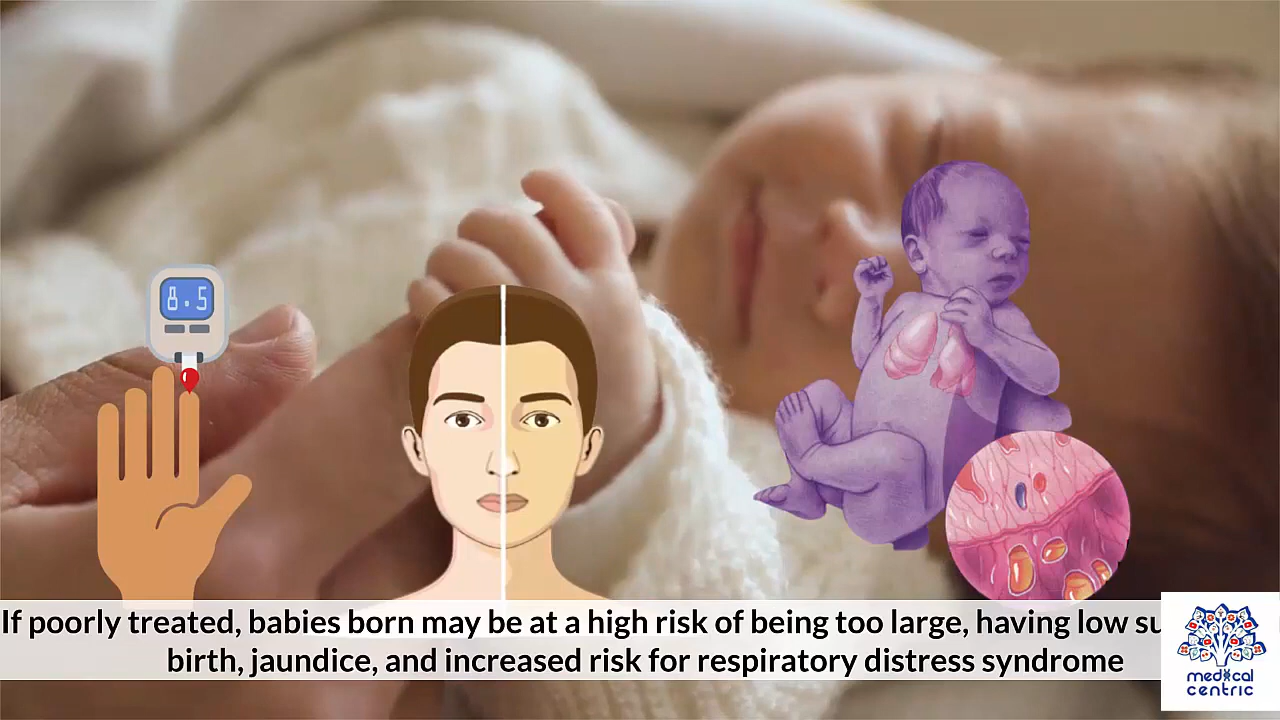 8.5
If poorly treated, babies born may be at a high risk of being too large, having low su
birth, jaundice, and increased risk for respiratory distress syndrome
medical
centric